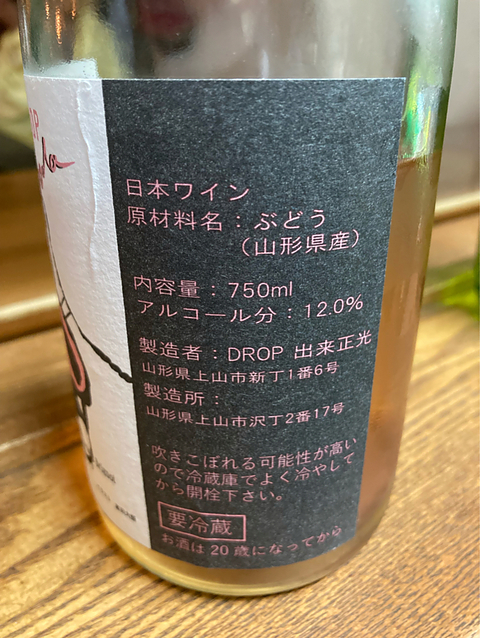 OP
日本ワイン
原材料名：ぶどう
（山形県産）
内容量：750ml
アルコール分：12.0%
製造者：DROP 出来正光
山形県上山市新丁1番6号
製造所：
山形県上山市沢丁2番17号
吹きこぼれる可能性が高い
ので冷蔵庫でよく冷やして
から開栓下さい。
要冷蔵
お酒は20歳になってから